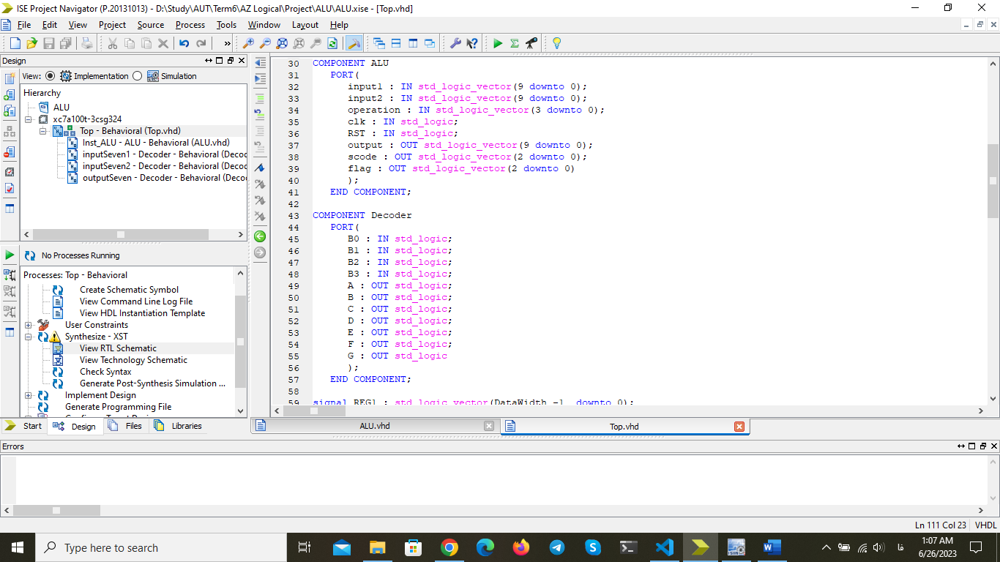 ISE Project Navigator (P.20131013) - D:\Study\AUT\Term6\AZ Logical\Project\ALU\ALU.xise - [Top.vhd]
File Edit View Project Source Process Tools Window Layout Help
»
Design
View: Implementation Simulation
Hierarchy
ALU
xc7a100t-3csg324
Top - Behavioral (Top.vhd)
Inst_ALU - ALU - Behavioral (ALU.vhd)
inputSeven1 - Decoder - Behavioral (Deco
inputSeven2 - Decoder - Behavioral (Deco
outputSeven - Decoder - Behavioral (Deco
No Processes Running
Processes: Top - Behavioral
Create Schematic Symbol
View Command Line Log File
View HDL Instantiation Template
User Constraints
Synthesize - XST
View RTL Schematic
View Technology Schematic
Check Syntax
Generate Post-Synthesis Simulation ...
Implement Design
Generate Programming File
Start Design Files Libraries
30 COMPONENT ALU
31 PORT(
32 input1 : IN std_logic_vector(9 downto 0);
33 input2 : IN std_logic_vector(9 downto 0);
34 operation : IN std_logic_vector(3 downto 0);
35 clk : IN std_logic;
36 RST : IN std_logic;
37 output : OUT std_logic_vector(9 downto 0);
38 scode : OUT std_logic_vector(2 downto 0);
39 flag : OUT std_logic_vector(2 downto 0)
40 );
41 END COMPONENT;
42
43 COMPONENT Decoder
44 PORT(
45 B0 : IN std_logic;
46 B1 : IN std_logic;
47 B2 : IN std_logic;
48 B3 : IN std_logic;
49 A : OUT std_logic;
50 B : OUT std_logic;
51 C : OUT std_logic;
52 D : OUT std_logic;
53 E : OUT std_logic;
54 F : OUT std_logic;
55 G : OUT std_logic
56 );
57 END COMPONENT;
58
59 signal REG1 : std_logic_vector(DataWidth -1 downto 0);
ALU.vhd Top.vhd
Errors
Ln 111 Col 23 VHDL
Type here to search
فا
1:07 AM
6/26/2023